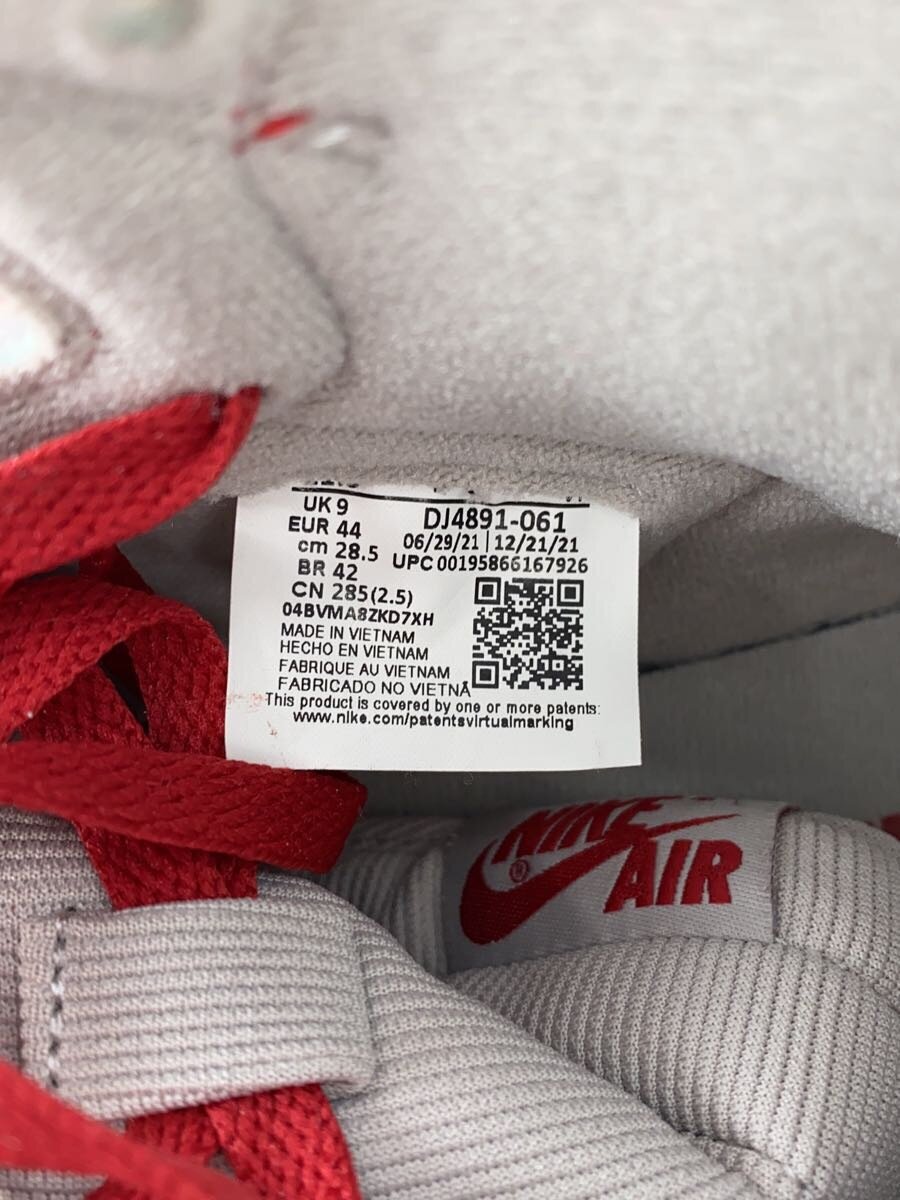 UK 9
EUR 44
cm 28.5
BR 42
CN 285(2.5)
04BVMA8ZKD7XH
DJ4891-061
06/29/21 | 12/21/21
UPC 00195866167926
MADE IN VIETNAM
HECHO EN VIETNAM
FABRIQUE AU VIETNAM
FABRICADO NO VIETNÃ
This product is covered by one or more patents:
www.nike.com/patentsvirtualmarking
NIKE
® AIR